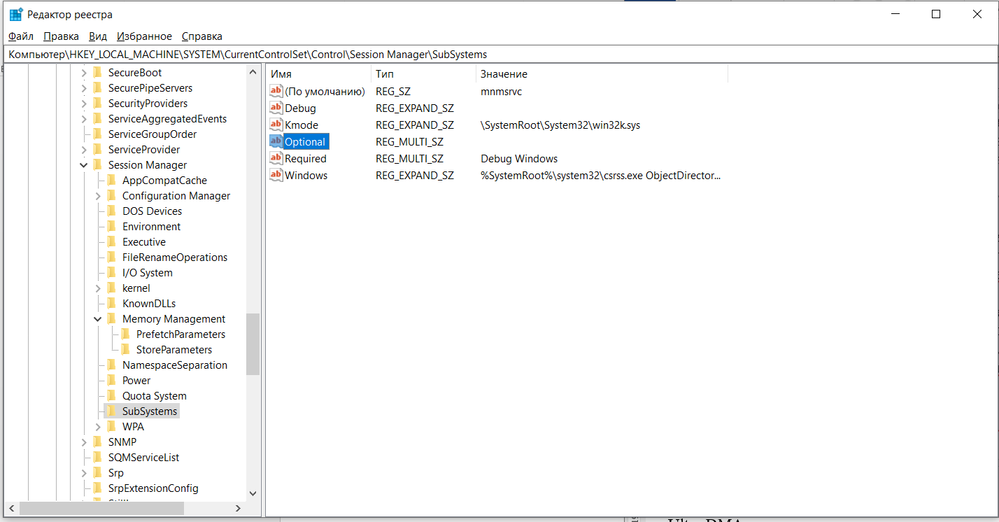 Редактор реестра
Файл Правка Вид Избранное Справка
Компьютер\HKEY_LOCAL_MACHINE\SYSTEM\CurrentControlSet\Control\Session Manager\SubSystems
SecureBoot
SecurePipeServers
SecurityProviders
ServiceAggregatedEvents
ServiceGroupOrder
ServiceProvider
Session Manager
AppCompatCache
Configuration Manager
DOS Devices
Environment
Executive
FileRenameOperations
I/O System
kernel
KnownDLLs
Memory Management
PrefetchParameters
StoreParameters
NamespaceSeparation
Power
Quota System
SubSystems
WPA
SNMP
SQMServiceList
Srp
SrpExtensionConfig
Имя Тип Значение
(По умолчанию) REG_SZ mnmsrvc
Debug REG_EXPAND_SZ
Kmode REG_EXPAND_SZ \SystemRoot\System32\win32k.sys
Optional REG_MULTI_SZ
Required REG_MULTI_SZ Debug Windows
Windows REG_EXPAND_SZ %SystemRoot%\system32\csrss.exe ObjectDirector...